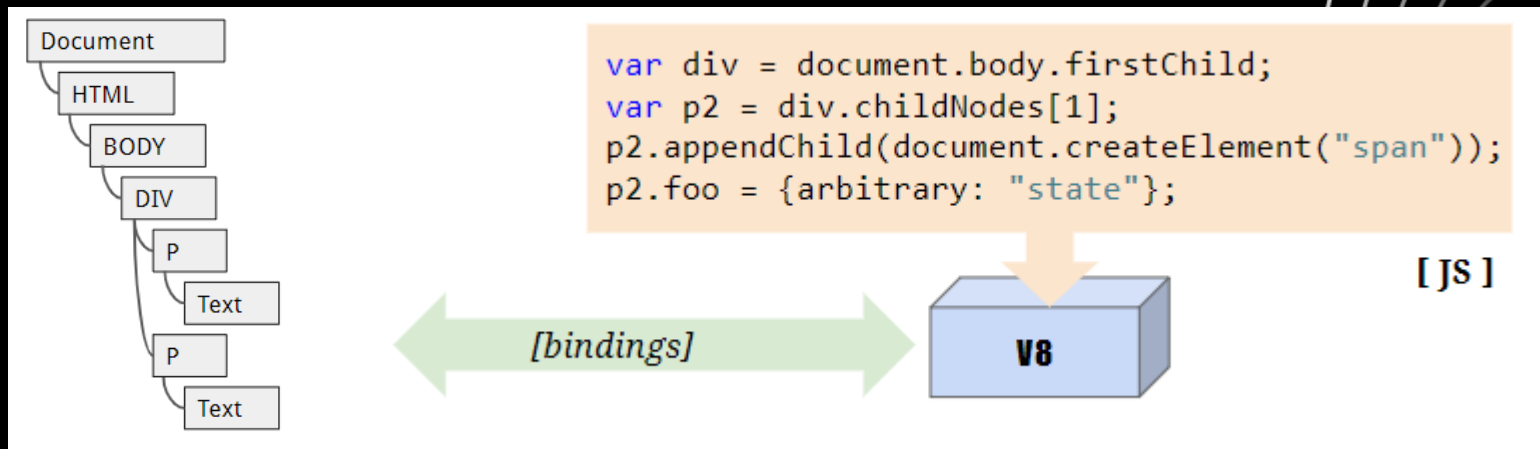 Document
HTML
BODY
DIV
P
Text
P
Text
var div = document.body.firstChild;
var p2 = div.childNodes[1];
p2.appendChild(document.createElement("span"));
p2.foo = {arbitrary: "state"};
[ JS ]
[bindings]
V8